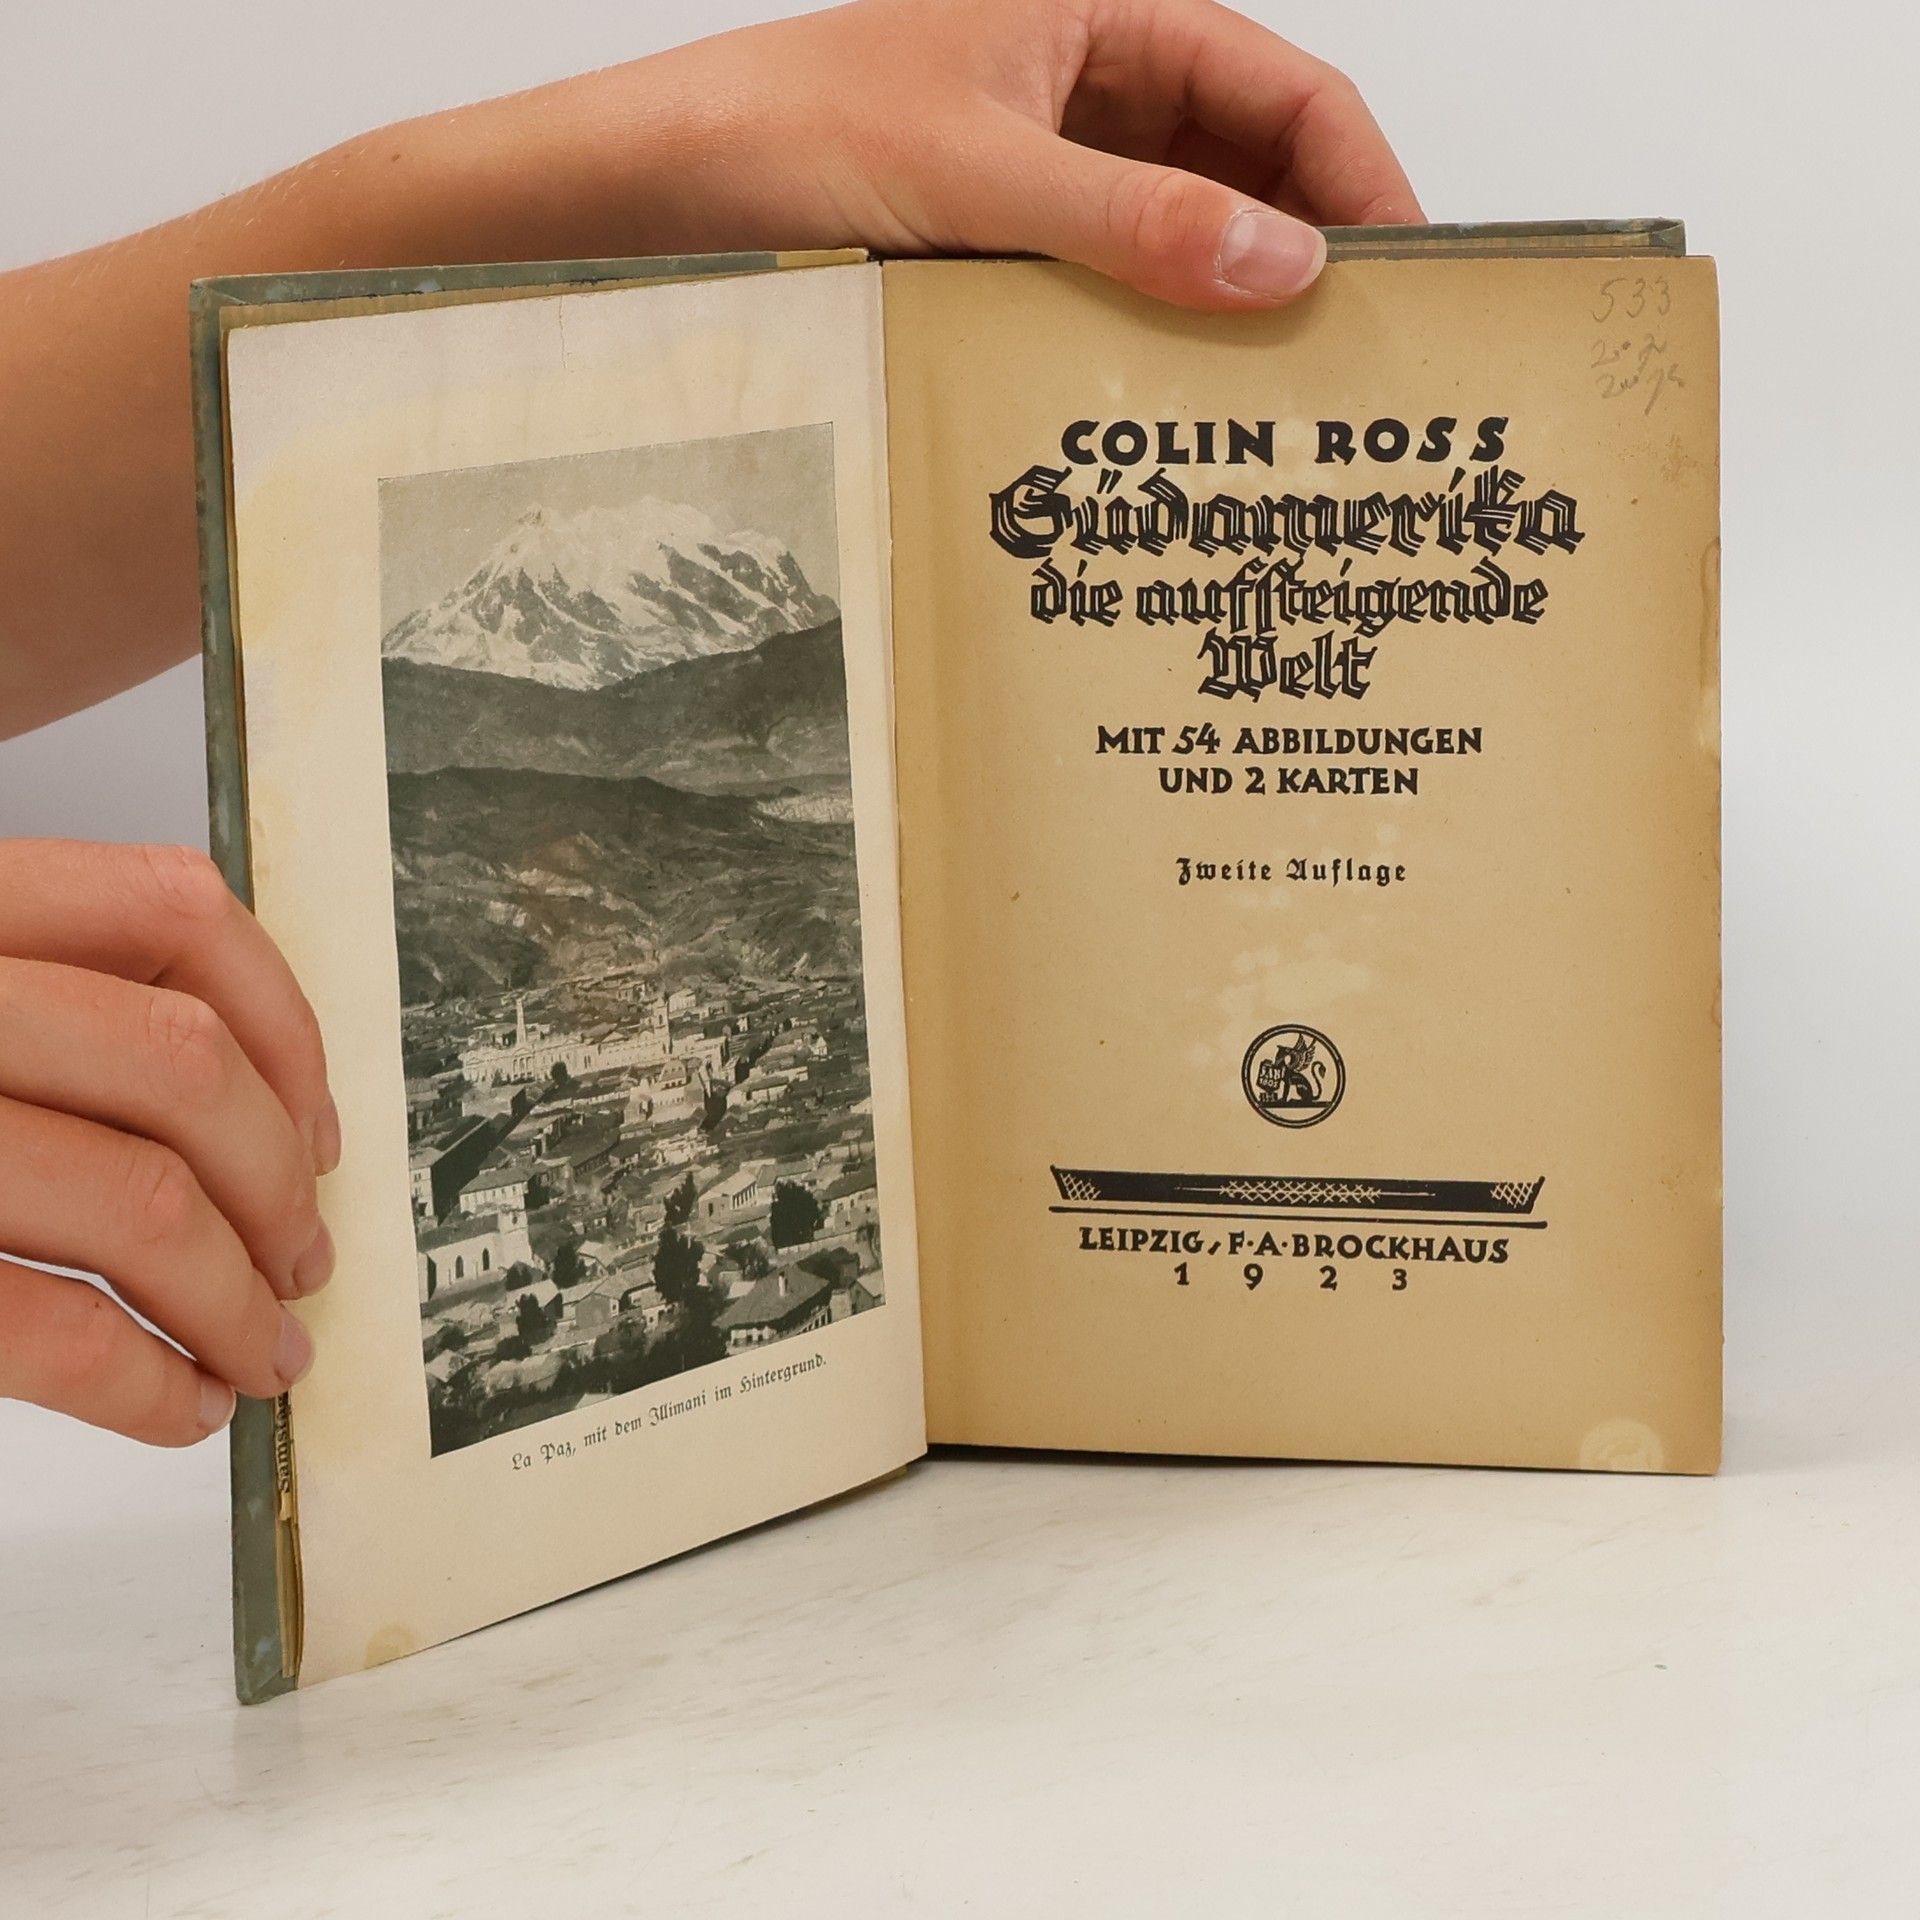 La Paz, mit dem Illimani im Hintergrund.
Samstag
533
COLIN ROSS
Südamerika
die aufsteigende
Welt
MIT 54 ABBILDUNGEN
UND 2 KARTEN
Zweite Auflage
LEIPZIG, F·A·BROCKHAUS
1923